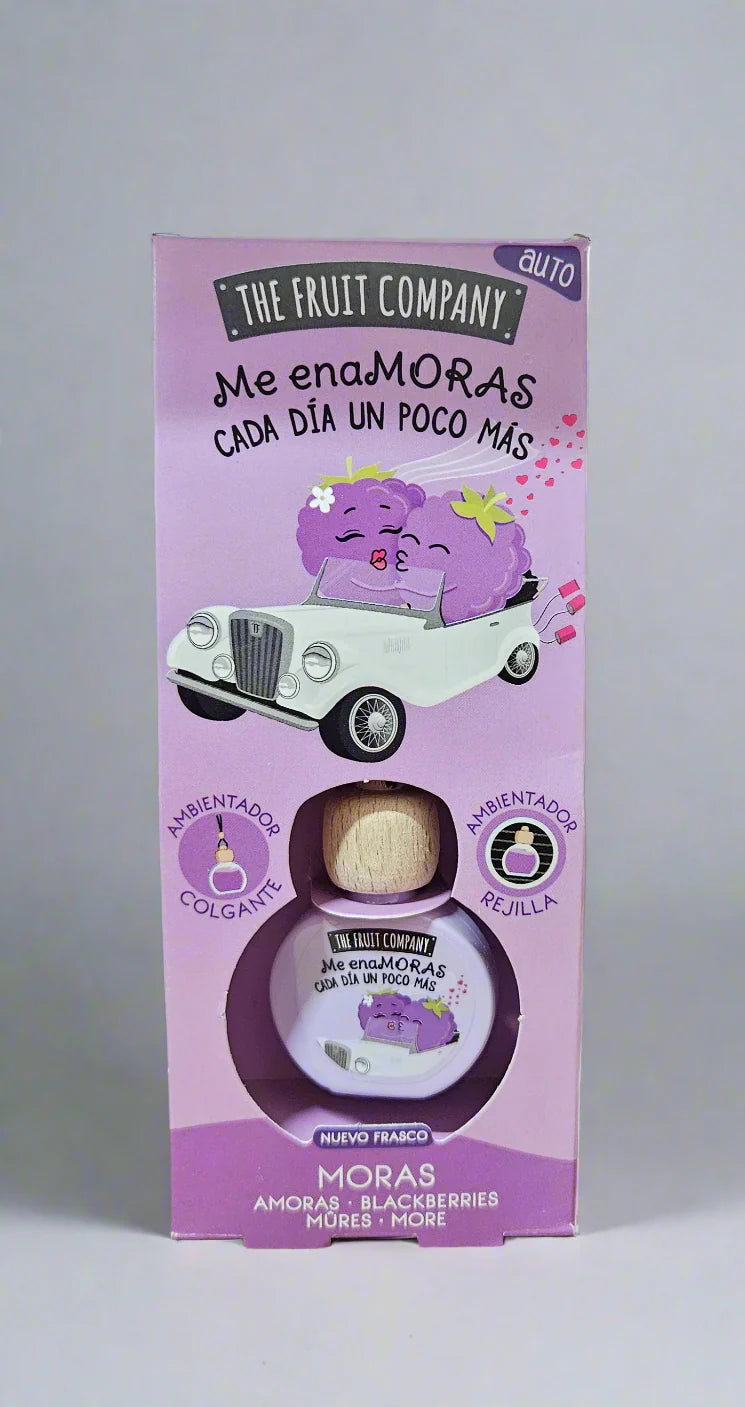 auto
THE FRUIT COMPANY
Me enaMORAS
CADA DÍA UN POCO MÁS
AMBIENTADOR
COLGANTE
AMBIENTADOR
REJILLA
THE FRUIT COMPANY
Me enaMORAS
CADA DÍA UN POCO MÁS
NUEVO FRASCO
MORAS
AMORAS · BLACKBERRIES
MÛRES · MORE